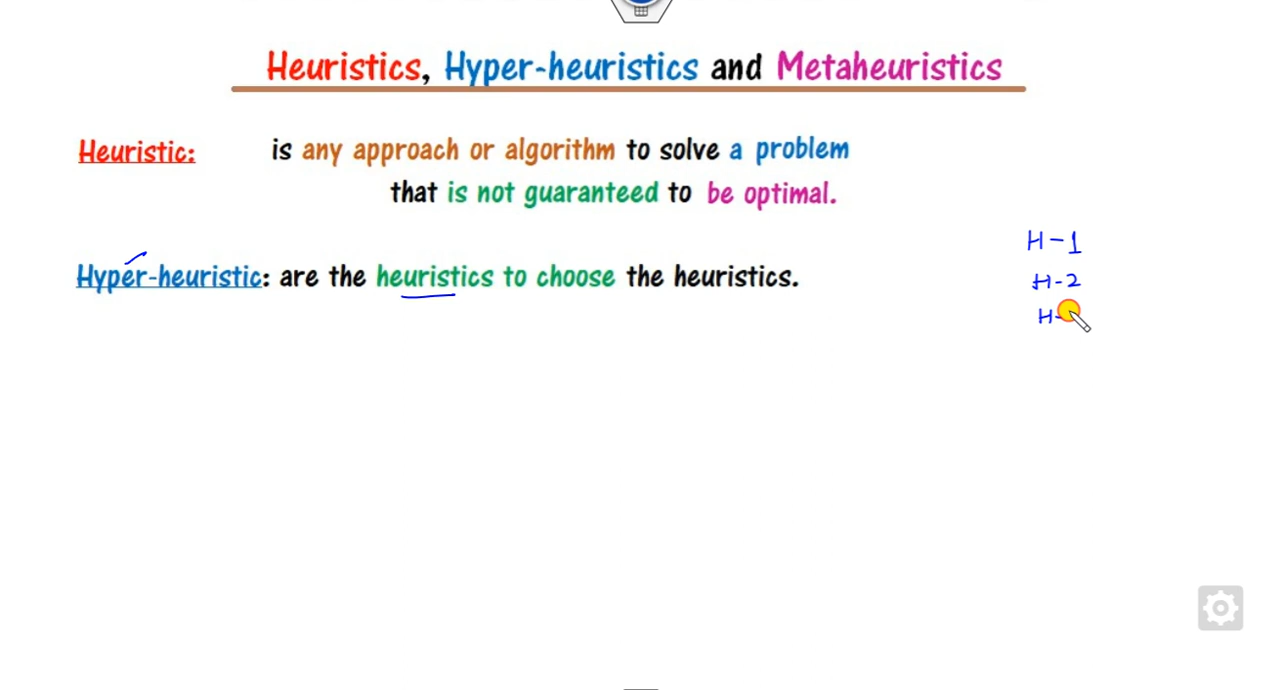 Heuristics, Hyper-heuristics and Metaheuristics
Heuristic: is any approach or algorithm to solve a problem
that is not guaranteed to be optimal.
Hyper-heuristic: are the heuristics to choose the heuristics.
H-1
H-2
H-